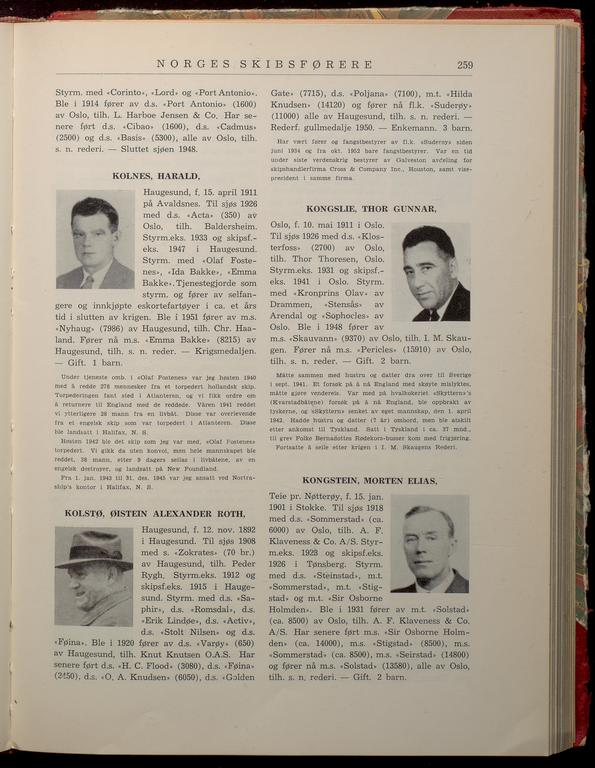 NORGES SKIBSFØRERE 259
Styrm. med «Corinto», «Lord» og «Port Antonio».
Ble i 1914 fører av d.s. «Port Antonio» (1600)
av Oslo, tilh. L. Harboe Jensen & Co. Har se-
nere ført d.s. «Cibao» (1600), d.s. «Cadmus»
(2500) og d.s. «Basis» (5300), alle av Oslo, tilh.
s. n. rederi. — Sluttet sjøen 1948.
KOLNES, HARALD,
Haugesund, f. 15. april 1911
på Avaldsnes. Til sjøs 1926
med d.s. «Acta» (350) av
Oslo, tilh. Baldersheim.
Styrm.eks. 1933 og skipsf.-
eks. 1947 i Haugesund.
Styrm. med «Olaf Foste-
nes», «Ida Bakke», «Emma
Bakke». Tjenestegjorde som
styrm. og fører av selfan-
gere og innkjøpte eskortefartøyer i ca. et års
tid i slutten av krigen. Ble i 1951 fører av m.s.
«Nyhaug» (7986) av Haugesund, tilh. Chr. Haa-
land. Fører nå m.s. «Emma Bakke» (8215) av
Haugesund, tilh. s. n. reder. — Krigsmedaljen.
— Gift. 1 barn.
Under tjeneste omb. i «Olaf Fostenes» var jeg høsten 1940
med å redde 278 mennesker fra et torpedert hollandsk skip.
Torpederingen fant sted i Atlanteren, og vi fikk ordre om
å returnere til England med de reddede. Våren 1941 reddet
vi ytterligere 28 mann fra en livbåt. Disse var overlevende
fra et engelsk skip som var torpedert i Atlanteren. Disse
ble landsatt i Halifax, N. S.
Høsten 1942 ble det skip som jeg var med, «Olaf Fostenes»
torpedert. Vi gikk da uten konvoi, men hele mannskapet ble
reddet, 38 mann, etter 9 dagers seilas i livbåtene, av en
engelsk destroyer, og landsatt på New Foundland.
Fra 1. jan. 1943 til 31. des. 1945 var jeg ansatt ved Nortra-
ship's kontor i Halifax, N. S.
KOLSTØ, ØISTEIN ALEXANDER ROTH,
Haugesund, f. 12. nov. 1892
i Haugesund. Til sjøs 1908
med s. «Zokrates» (70 br.)
av Haugesund, tilh. Peder
Rygh. Styrm.eks. 1912 og
skipsf.eks. 1915 i Hauge-
sund. Styrm. med d.s. «Sa-
phir», d.s. «Romsdal», d.s.
«Erik Lindøe», d.s. «Activ»,
d.s. «Stolt Nilsen» og d.s.
«Føina». Ble i 1920 fører av d.s. «Varøy» (650)
av Haugesund, tilh. Knut Knutsen O.A.S. Har
senere ført d.s. «H. C. Flood» (3080), d.s. «Føina»
(2450), d.s. «O. A. Knudsen» (6050), d.s. «Golden
Gate» (7715), d.s. «Poljana» (7100), m.t. «Hilda
Knudsen» (14120) og fører nå fl.k. «Suderøy»
(11000) alle av Haugesund, tilh. s. n. rederi. —
Rederf. gullmedalje 1950. — Enkemann. 3 barn.
Har vært fører og fangstbestyrer av fl.k. «Suderøy» siden
juni 1934 og fra okt. 1952 bare fangstbestyrer. Var en tid
under siste verdenskrig bestyrer av Galveston avdeling for
skipshandlerfirma Cross & Company Inc., Houston, samt vise-
president i samme firma.
KONGSLIE, THOR GUNNAR,
Oslo, f. 10. mai 1911 i Oslo.
Til sjøs 1926 med d.s. «Klos-
terfoss» (2700) av Oslo,
tilh. Thor Thoresen, Oslo.
Styrm.eks. 1931 og skipsf.-
eks. 1941 i Oslo. Styrm.
med «Kronprins Olav» av
Drammen, «Stensås» av
Arendal og «Sophocles» av
Oslo. Ble i 1948 fører av
m.s. «Skauvann» (9370) av Oslo, tilh. I. M. Skau-
gen. Fører nå m.s. «Pericles» (15910) av Oslo,
tilh. s. n. reder. — Gift. 2 barn.
Måtte sammen med hustru og datter dra over til Sverige
i sept. 1941. Et forsøk på å nå England med skøyte mislyktes,
måtte gjøre vendereis. Var med på hvalkokeriet «Skytteren»'s
(Kvarstadbåtene) forsøk på å nå England, ble oppbrakt av
tyskerne, og «Skyttern» senket av eget mannskap, den 1. april
1942. Hadde hustru og datter (7 år) ombord, men ble atskilt
etter ankomst til Tyskland. Satt i Tyskland i ca. 37 mnd.,
til grev Folke Bernadottes Rødekors-busser kom med frigjøring.
Fortsatte å seile etter krigen i I. M. Skaugens Rederi.
KONGSTEIN, MORTEN ELIAS,
Teie pr. Nøtterøy, f. 15. jan.
1901 i Stokke. Til sjøs 1918
med d.s. «Sommerstad» (ca.
6000) av Oslo, tilh. A. F.
Klaveness & Co. A/S. Styr-
m.eks. 1923 og skipsf.eks.
1926 i Tønsberg. Styrm.
med d.s. «Steinstad», m.t.
«Sommerstad», m.t. «Stig-
stad» og m.t. «Sir Osborne
Holmden». Ble i 1931 fører av m.t. «Solstad»
(ca. 8500) av Oslo, tilh. A. F. Klaveness & Co.
A/S. Har senere ført m.s. «Sir Osborne Holm-
den» (ca. 14000), m.s. «Stigstad» (8500), m.s.
«Sommerstad» (ca. 8500), m.s. «Seirstad» (14800)
og fører nå m.s. «Solstad» (13580), alle av Oslo,
tilh. s. n. rederi. — Gift. 2 barn.